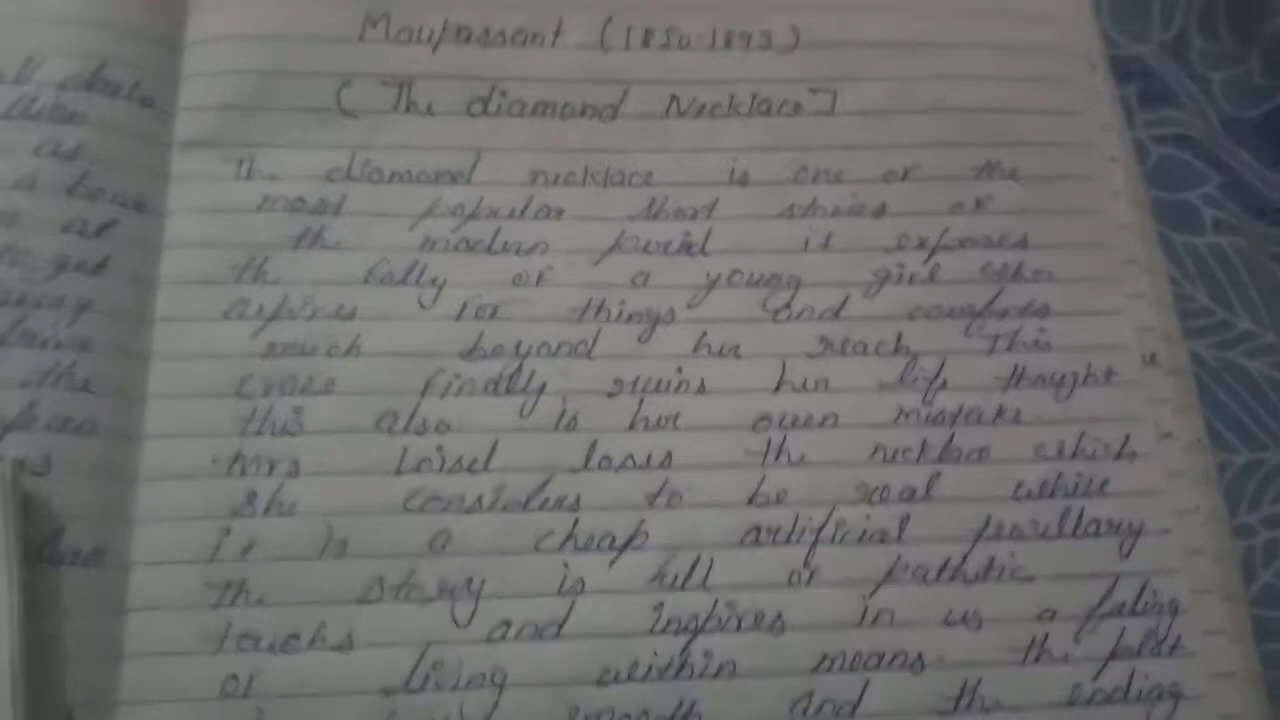 Maupassant (1850-1893)
(The diamond Necklace]
The diamond necklace is one of the
most popular short stories of
the modern period it exposes
the folly of a young girl who
aspires for things and comforts
much beyond her reach This
craze finally ruins her life thought
this also is her own mistake
Mrs Loisel loses the necklace which
she considers to be real while
it is a cheap artificial jewellary
The story is full of pathetic
touchs and inspires in us a feeling
of living within means. the plot
smooth and the ending